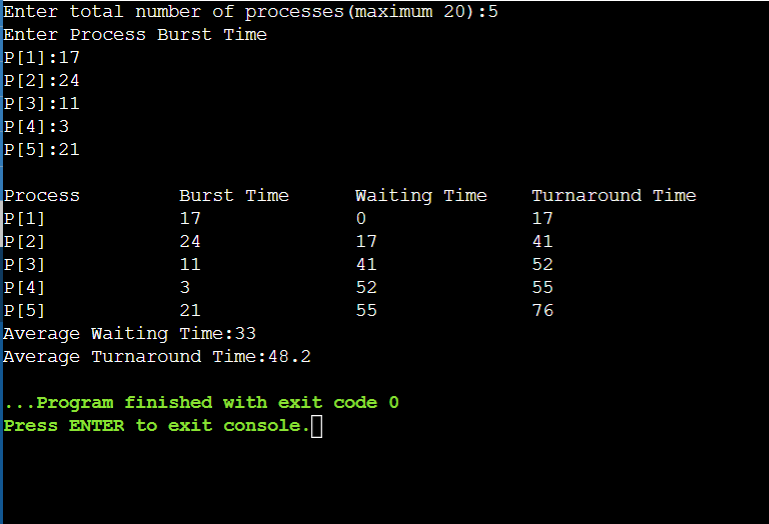 Enter total number of processes(maximum 20):5
Enter Process Burst Time
P[1]:17
P[2]:24
P[3]:11
P[4]:3
P[5]:21
Process Burst Time Waiting Time Turnaround Time
P[1] 17 0 17
P[2] 24 17 41
P[3] 11 41 52
P[4] 3 52 55
P[5] 21 55 76
Average Waiting Time:33
Average Turnaround Time:48.2
...Program finished with exit code 0
Press ENTER to exit console.